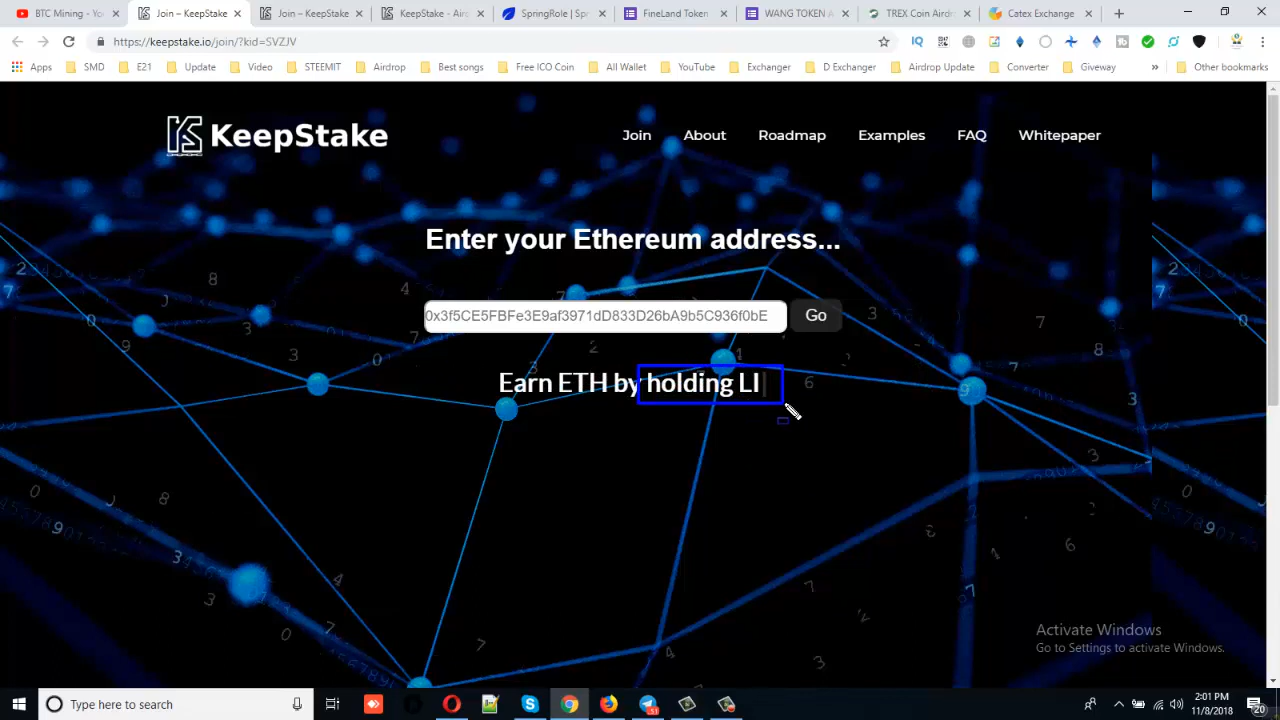 BTC Mining - Yo
Join – KeepStake
Join – KeepStake
KeepStake - Air
SpringRole | Sp
FineLand Token
WANG TOKEN A
TREX Coin Aird
Catex Exchange
https://keepstake.io/join/?kid=SVZJV
Apps
SMD
E21
Update
Video
STEEMIT
Airdrop
Best songs
Free ICO Coin
All Wallet
YouTube
Exchanger
D Exchanger
Airdrop Update
Converter
Giveway
»
Other bookmarks
KeepStake
Join
About
Roadmap
Examples
FAQ
Whitepaper
Enter your Ethereum address...
0x3f5CE5FBFe3E9af3971dD833D26bA9b5C936f0bE
Go
Earn ETH by holding LI
Activate Windows
Go to Settings to activate Windows.
Type here to search
2:01 PM
11/8/2018